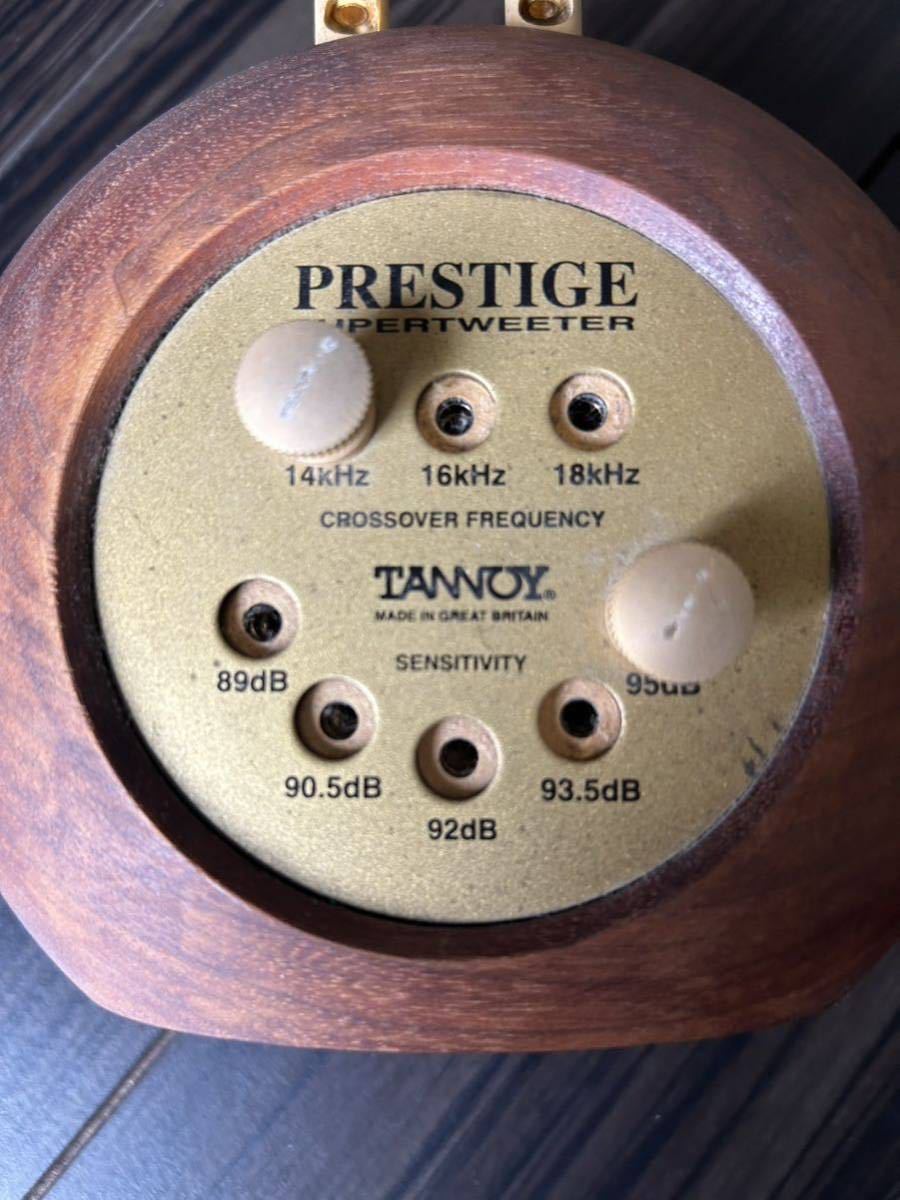 PRESTIGE
14kHz 16kHz 18kHz
CROSSOVER FREQUENCY
TANNOY®
MADE IN GREAT BRITAIN
SENSITIVITY
89dB 95dB
90.5dB 93.5dB
92dB